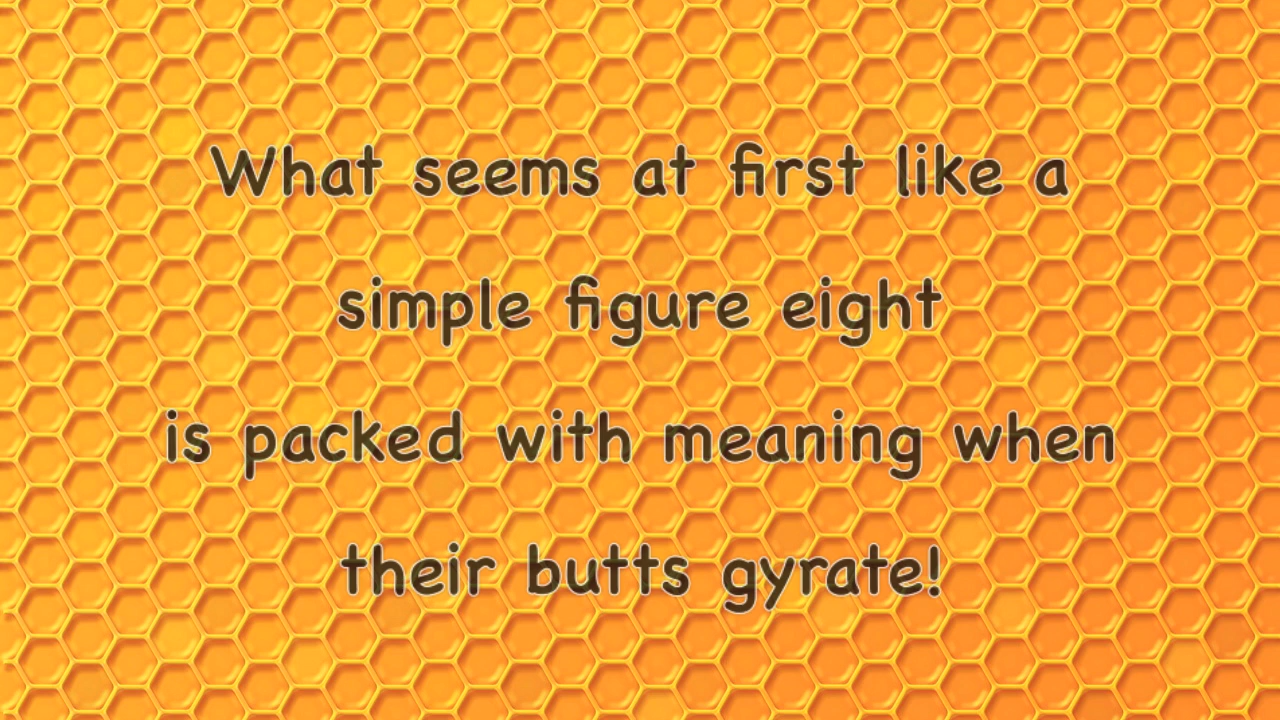 What seems at first like a
simple figure eight
is packed with meaning when
their butts gyrate!